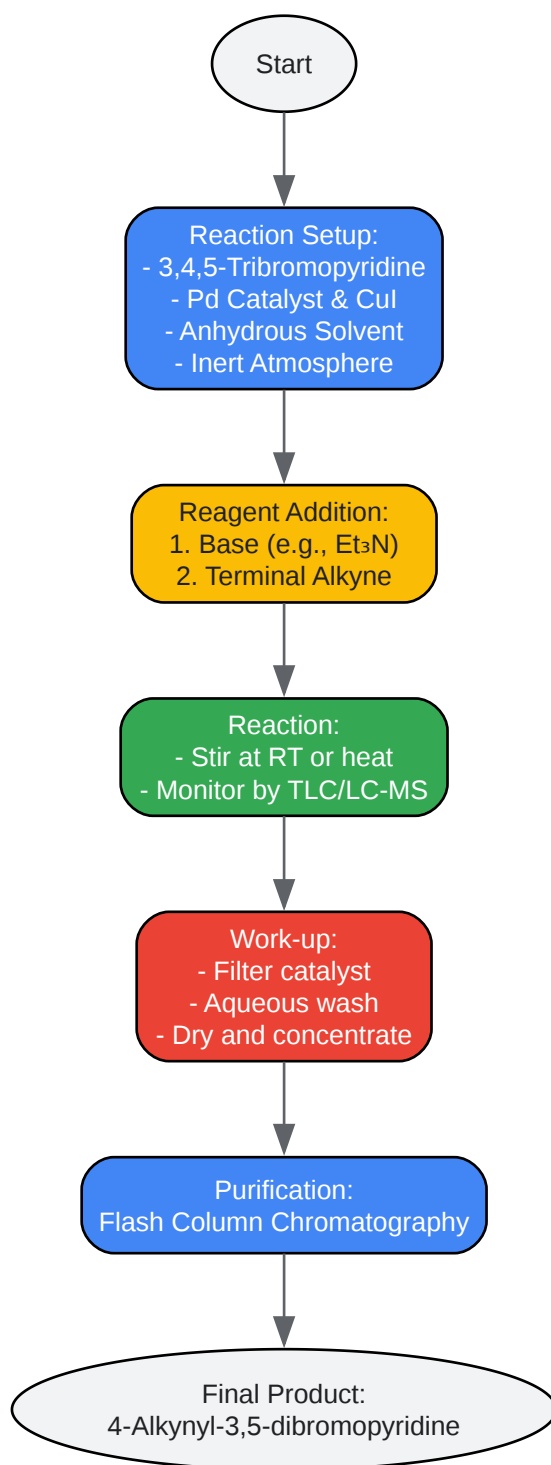 Start
Reaction Setup:
- 3,4,5-Tribromopyridine
- Pd Catalyst & CuI
- Anhydrous Solvent
- Inert Atmosphere
Reagent Addition:
1. Base (e.g., Et₃N)
2. Terminal Alkyne
Reaction:
- Stir at RT or heat
- Monitor by TLC/LC-MS
Work-up:
- Filter catalyst
- Aqueous wash
- Dry and concentrate
Purification:
Flash Column Chromatography
Final Product:
4-Alkynyl-3,5-dibromopyridine